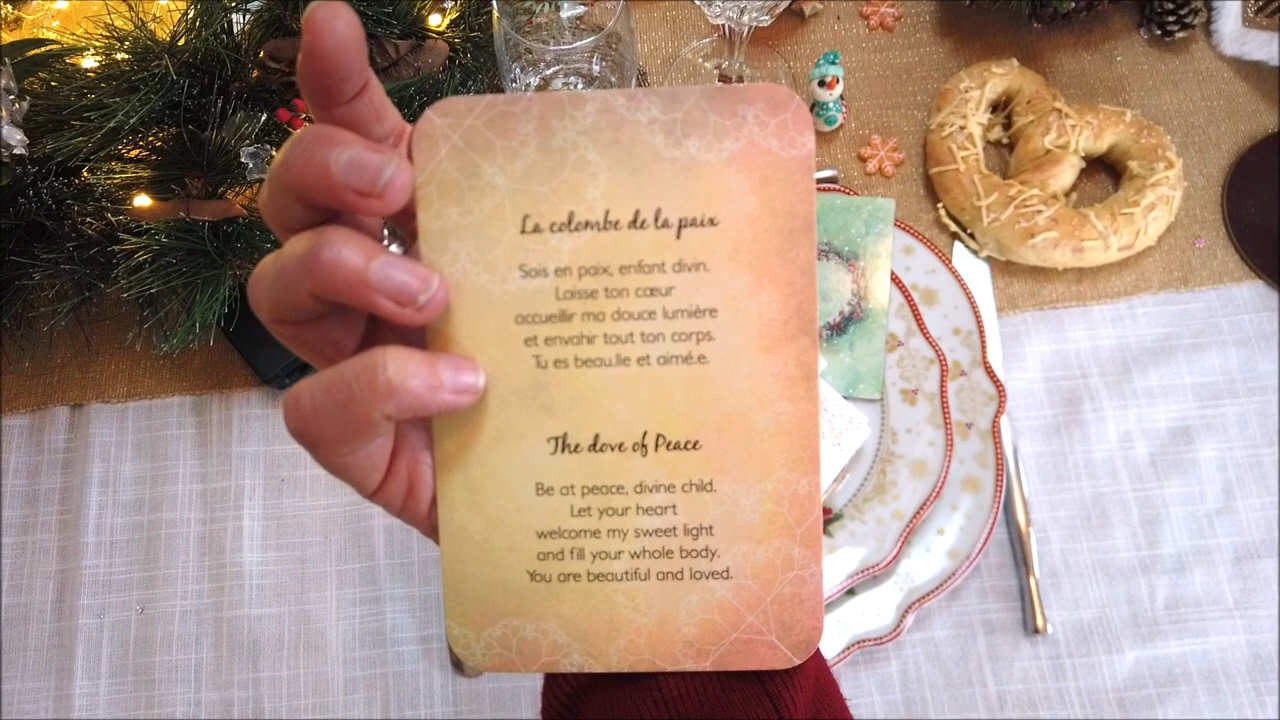 La colombe de la paix
Sois en paix, enfant divin.
Laisse ton cœur
accueillir ma douce lumière
et envahir tout ton corps.
Tu es beau.lle et aimé.e.
The dove of Peace
Be at peace, divine child.
Let your heart
welcome my sweet light
and fill your whole body.
You are beautiful and loved.